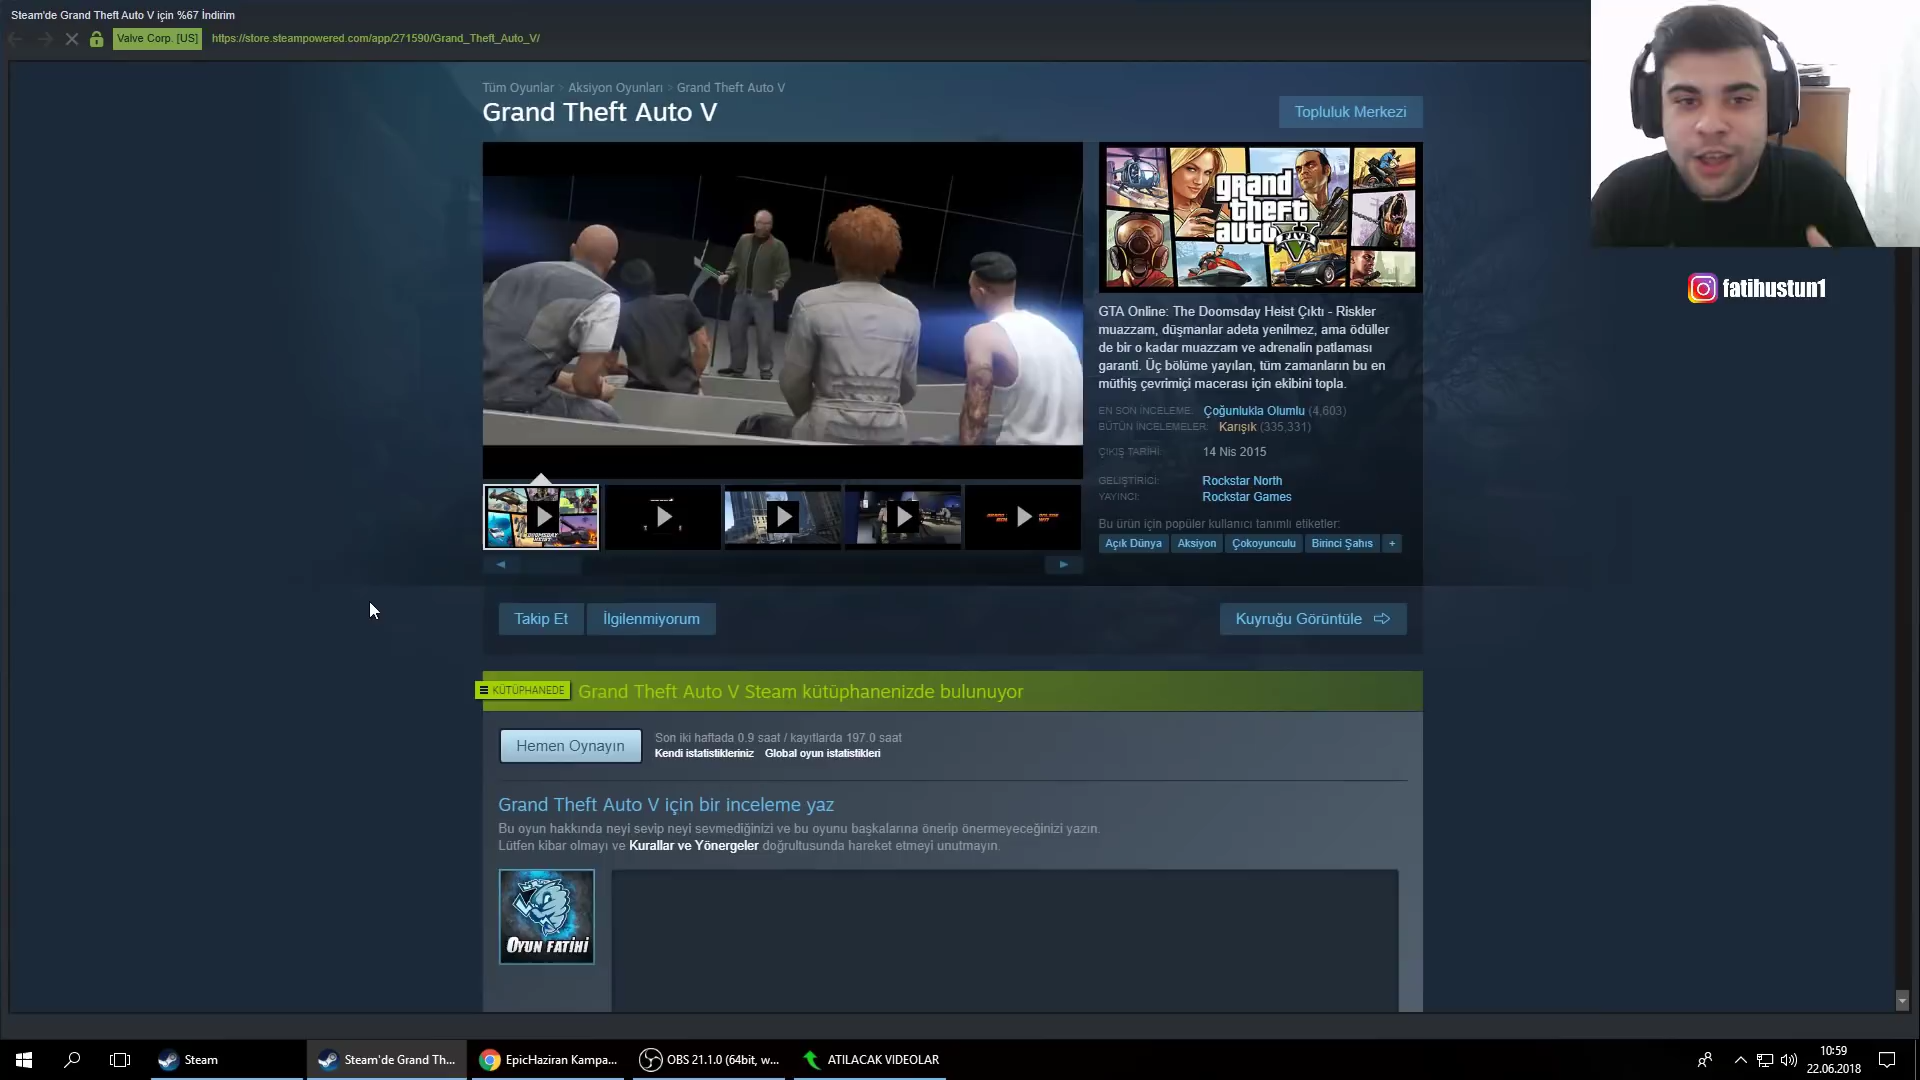 Steam'de Grand Theft Auto V için %67 İndirim
Valve Corp. [US]
https://store.steampowered.com/app/271590/Grand_Theft_Auto_V/
Tüm Oyunlar > Aksiyon Oyunları > Grand Theft Auto V
Grand Theft Auto V
Topluluk Merkezi
grand
theft
auto
V
FIVE
fatihustun1
GTA Online: The Doomsday Heist Çıktı - Riskler
muazzam, düşmanlar adeta yenilmez, ama ödüller
de bir o kadar muazzam ve adrenalin patlaması
garanti. Üç bölüme yayılan, tüm zamanların bu en
müthiş çevrimiçi macerası için ekibini topla.
EN SON İNCELEME: Çoğunlukla Olumlu (4,603)
BÜTÜN İNCELEMELER: Karışık (335,331)
ÇIKIŞ TARİHİ: 14 Nis 2015
GELİŞTİRİCİ: Rockstar North
YAYINCI: Rockstar Games
Bu ürün için popüler kullanıcı tanımlı etiketler:
Açık Dünya Aksiyon Çokoyunculu Birinci Şahıs +
DOOMSDAY
HEIST
Takip Et
İlgilenmiyorum
Kuyruğu Görüntüle
KÜTÜPHANEDE
Grand Theft Auto V Steam kütüphanenizde bulunuyor
Hemen Oynayın
Son iki haftada 0.9 saat / kayıtlarda 197.0 saat
Kendi istatistikleriniz Global oyun istatistikleri
Grand Theft Auto V için bir inceleme yaz
Bu oyun hakkında neyi sevip neyi sevmediğinizi ve bu oyunu başkalarına önerip önermeyeceğinizi yazın.
Lütfen kibar olmayı ve Kurallar ve Yönergeler doğrultusunda hareket etmeyi unutmayın.
OYUN FATİHİ
Steam
Steam'de Grand Th...
EpicHaziran Kampa...
OBS 21.1.0 (64bit, w...
ATILACAK VIDEOLAR
10:59
22.06.2018